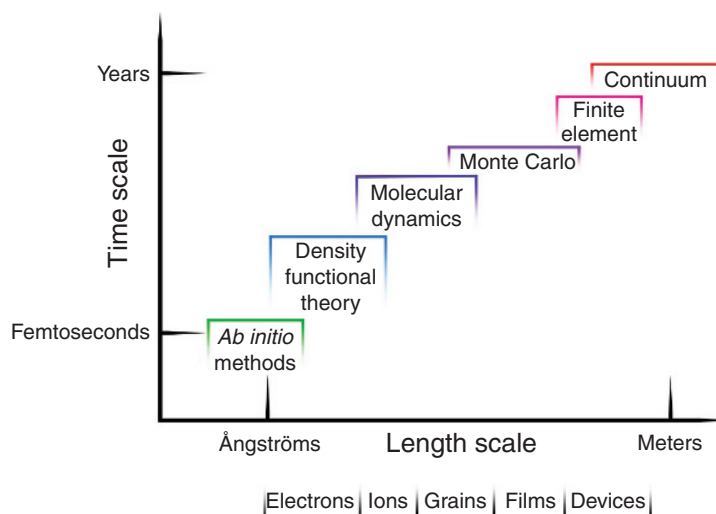 Years
Continuum
Finite
element
Monte Carlo
Molecular
dynamics
Time scale
Density
functional
theory
Femtoseconds
Ab initio
methods
Ångströms
Length scale
Meters
Electrons Ions Grains Films Devices